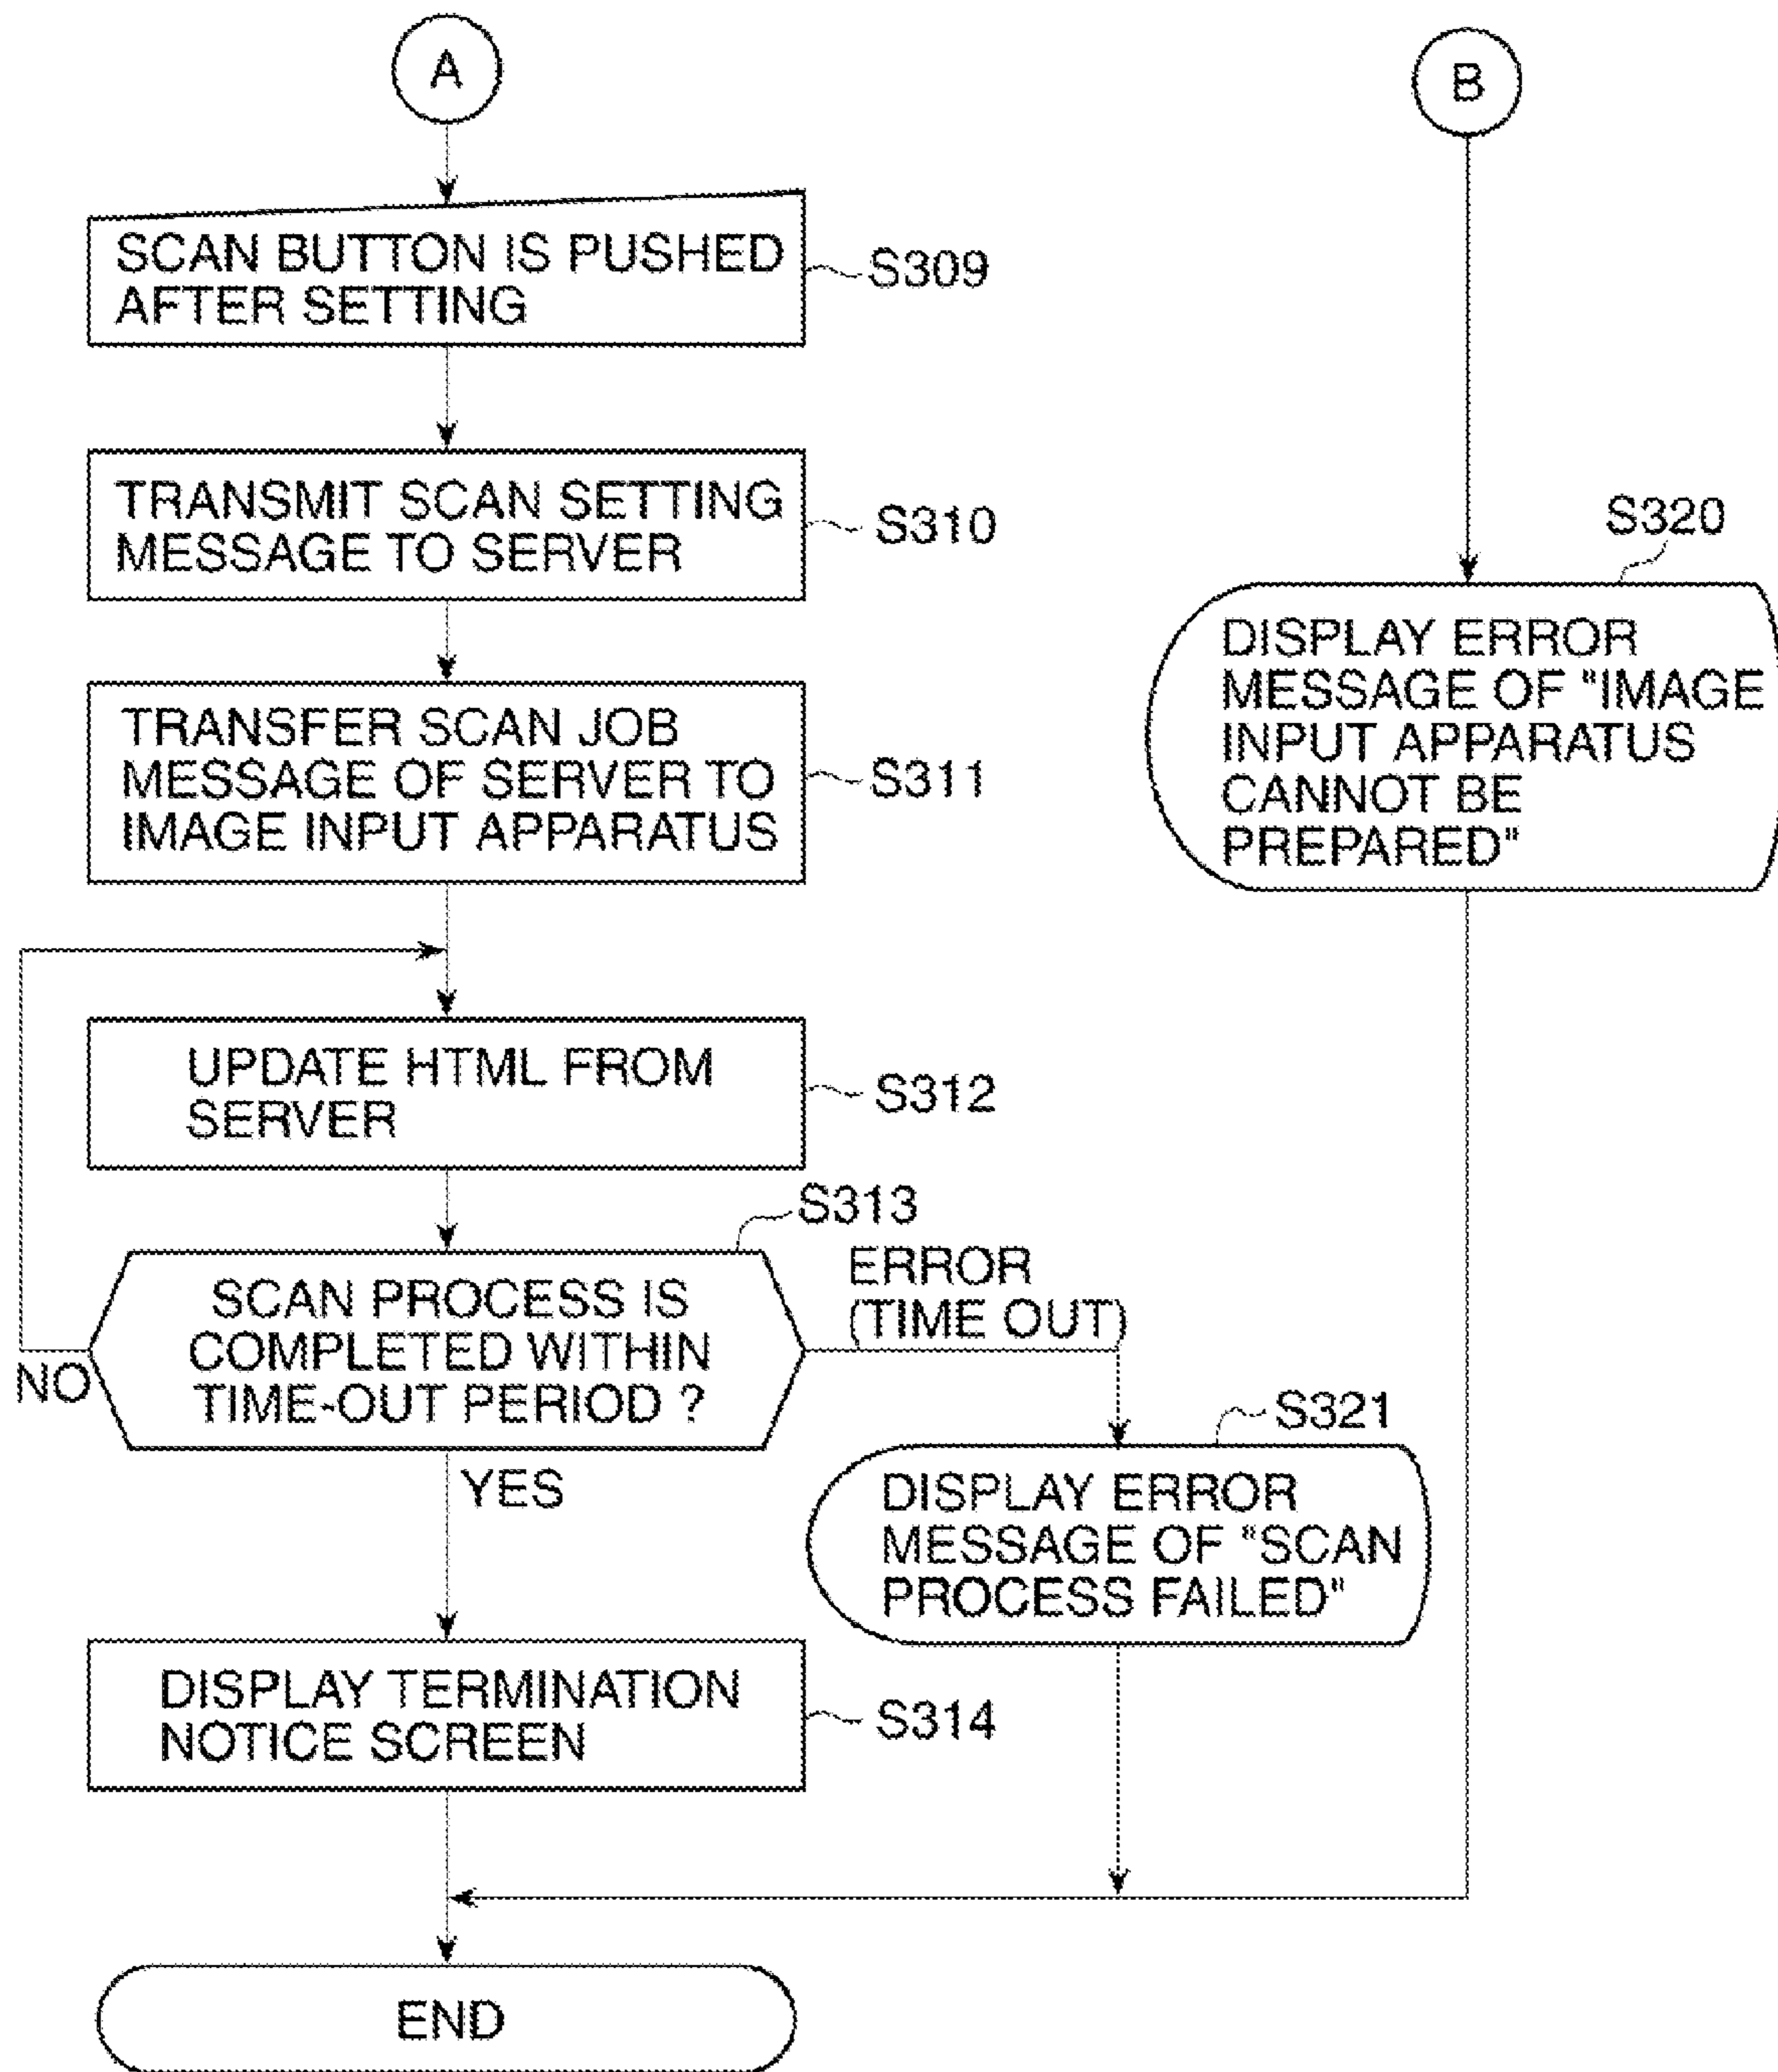 A
SCAN BUTTON IS PUSHED
AFTER SETTING
S309
TRANSMIT SCAN SETTING
MESSAGE TO SERVER
S310
TRANSFER SCAN JOB
MESSAGE OF SERVER TO
IMAGE INPUT APPARATUS
S311
UPDATE HTML FROM
SERVER
S312
S313
SCAN PROCESS IS
COMPLETED WITHIN
TIME-OUT PERIOD ?
NO
YES
ERROR
(TIME OUT)
S321
DISPLAY ERROR
MESSAGE OF "SCAN
PROCESS FAILED"
DISPLAY TERMINATION
NOTICE SCREEN
S314
END
B
S320
DISPLAY ERROR
MESSAGE OF "IMAGE
INPUT APPARATUS
CANNOT BE
PREPARED"